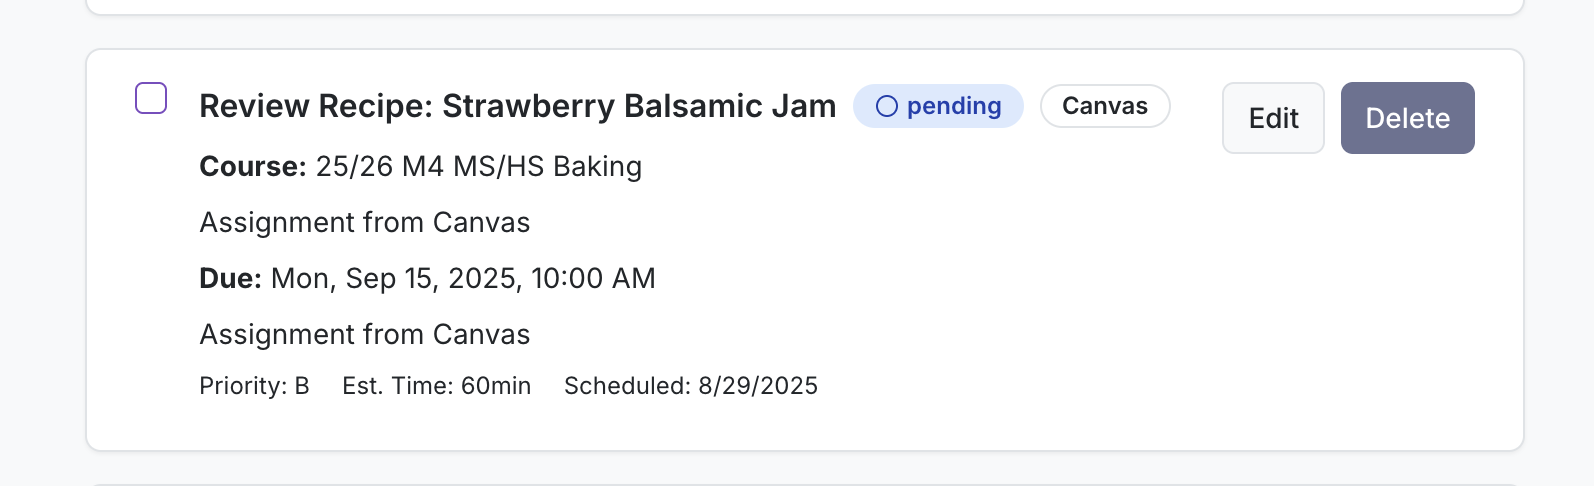 Review Recipe: Strawberry Balsamic Jam pending Canvas Edit Delete
Course: 25/26 M4 MS/HS Baking
Assignment from Canvas
Due: Mon, Sep 15, 2025, 10:00 AM
Assignment from Canvas
Priority: B Est. Time: 60min Scheduled: 8/29/2025